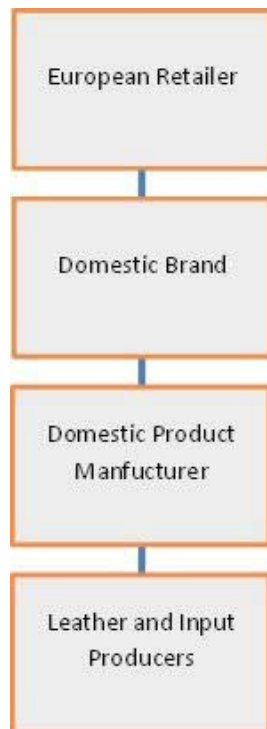 European Retailer
Domestic Brand
Domestic Product
Manfucturer
Leather and Input
Producers